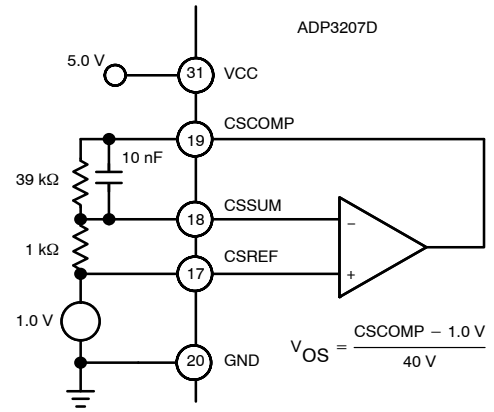 ADP3207D
5.0 V
31
VCC
19
CSCOMP
10 nF
39 kΩ
18
CSSUM
−
1 kΩ
17
CSREF
+
1.0 V
20
GND
VOS = CSCOMP − 1.0 V
40 V